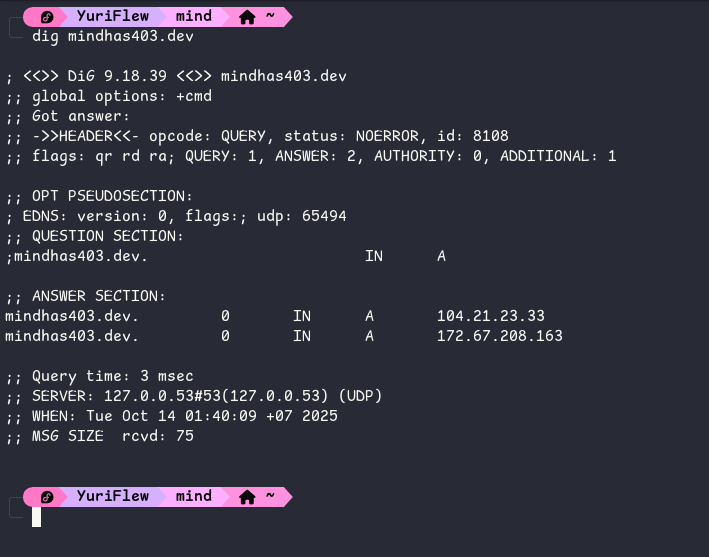 YuriFlew mind ~
dig mindhas403.dev
; <<>> DiG 9.18.39 <<>> mindhas403.dev
;; global options: +cmd
;; Got answer:
;; ->>HEADER<<- opcode: QUERY, status: NOERROR, id: 8108
;; flags: qr rd ra; QUERY: 1, ANSWER: 2, AUTHORITY: 0, ADDITIONAL: 1
;; OPT PSEUDOSECTION:
; EDNS: version: 0, flags:; udp: 65494
;; QUESTION SECTION:
;mindhas403.dev. IN A
;; ANSWER SECTION:
mindhas403.dev. 0 IN A 104.21.23.33
mindhas403.dev. 0 IN A 172.67.208.163
;; Query time: 3 msec
;; SERVER: 127.0.0.53#53(127.0.0.53) (UDP)
;; WHEN: Tue Oct 14 01:40:09 +07 2025
;; MSG SIZE rcvd: 75
YuriFlew mind ~